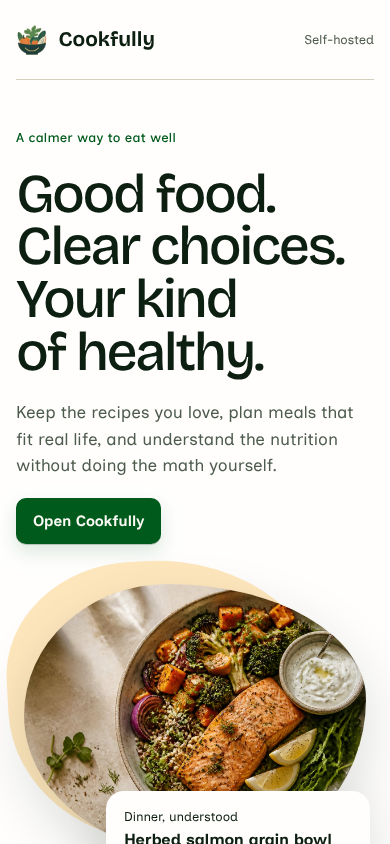 Cookfully
Self-hosted
A calmer way to eat well
Good food.
Clear choices.
Your kind
of healthy.
Keep the recipes you love, plan meals that
fit real life, and understand the nutrition
without doing the math yourself.
Open Cookfully
Dinner, understood
Herbed salmon grain bowl